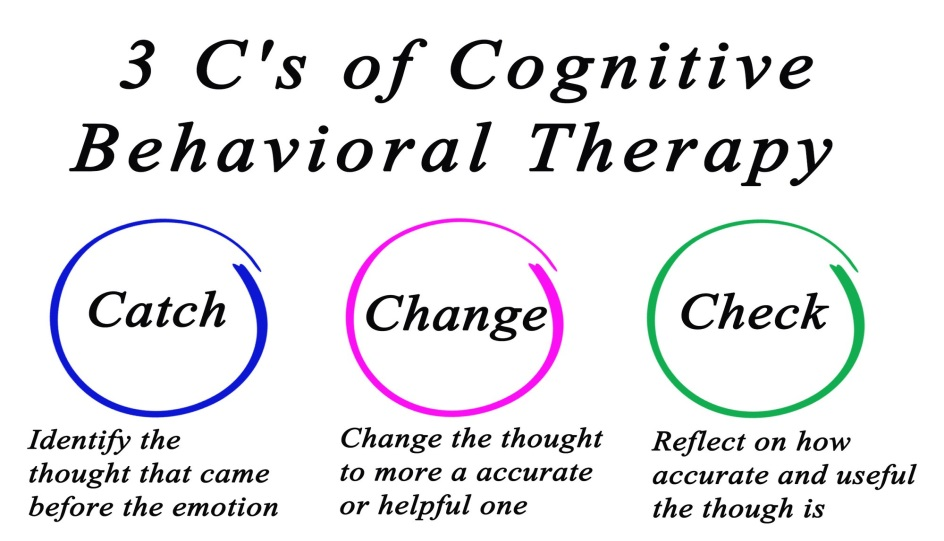 3 C's of Cognitive
Behavioral Therapy
Catch
Identify the
thought that came
before the emotion
Change
Change the thought
to more a accurate
or helpful one
Check
Reflect on how
accurate and useful
the though is